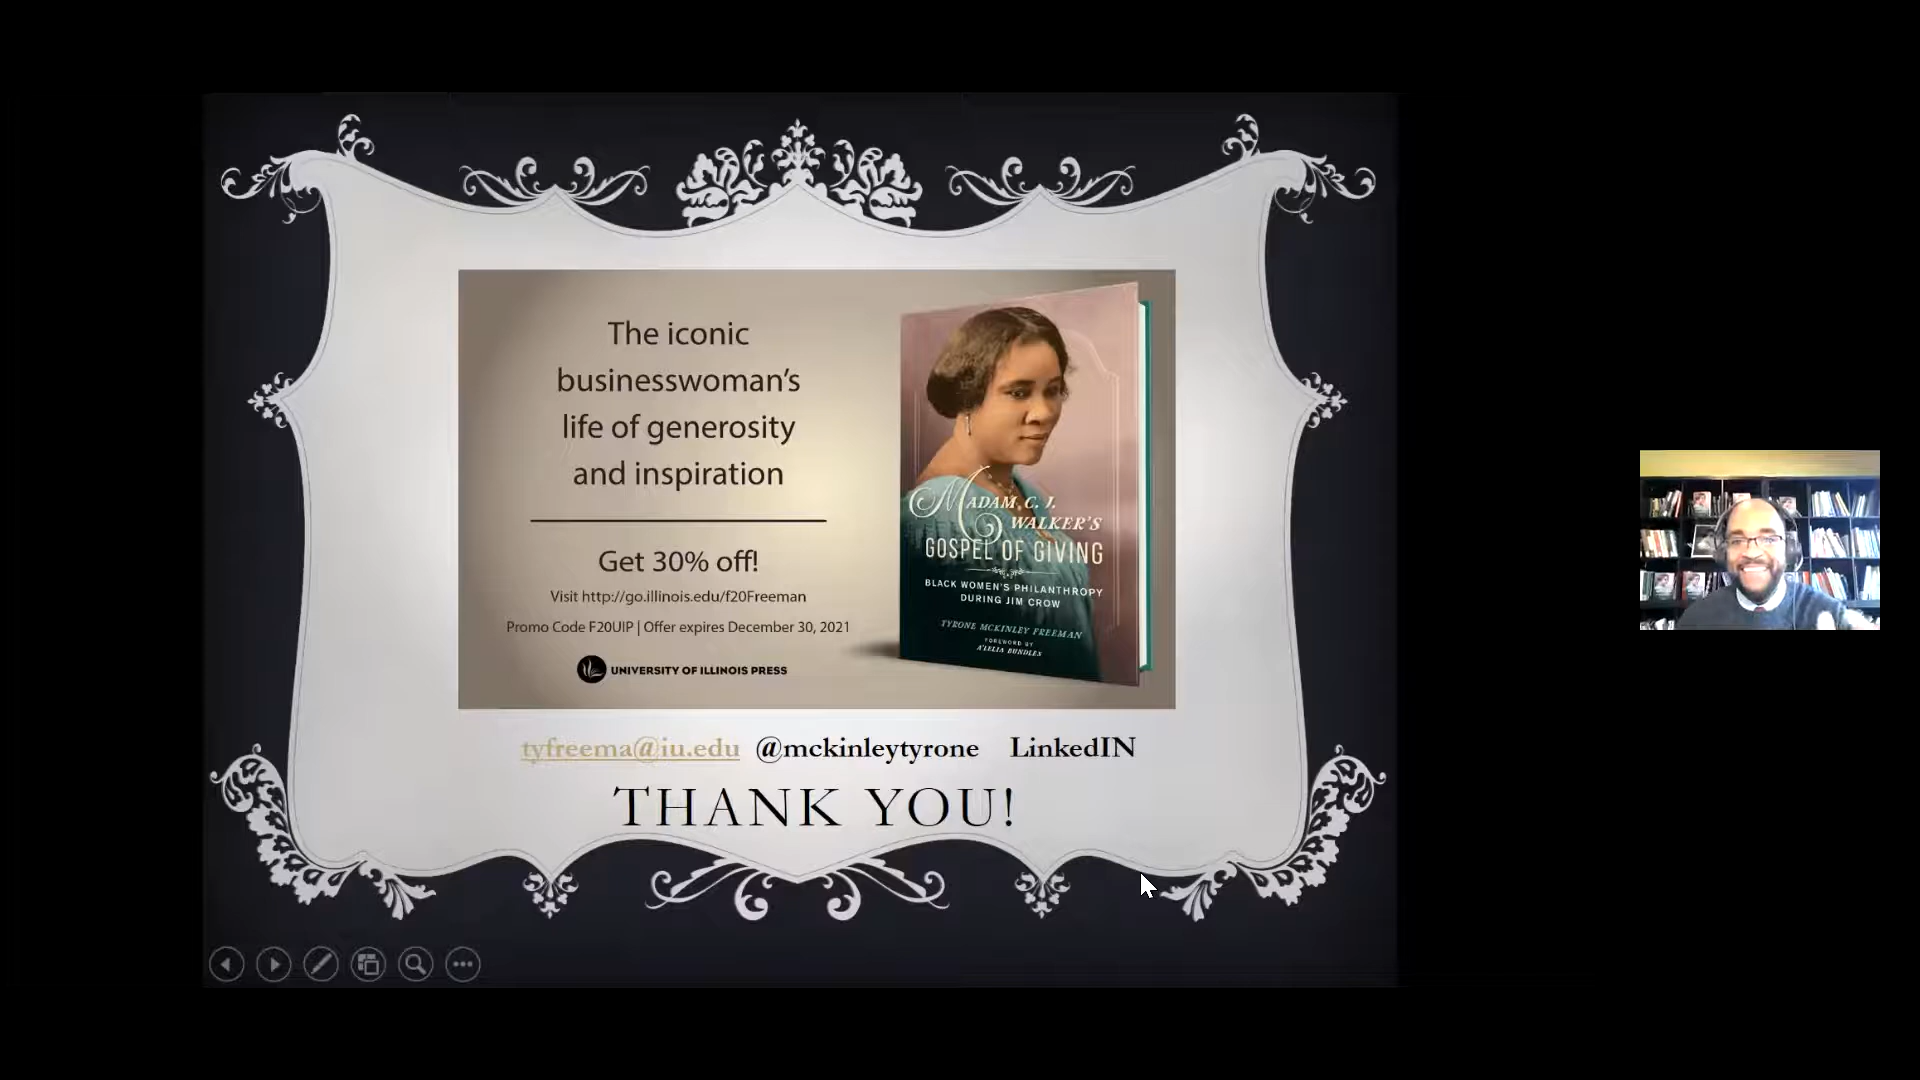 The iconic
businesswoman's
life of generosity
and inspiration
Get 30% off!
Visit http://go.illinois.edu/f20Freeman
Promo Code F20UIP | Offer expires December 30, 2021
UNIVERSITY OF ILLINOIS PRESS
MADAM C. J.
WALKER'S
GOSPEL OF GIVING
BLACK WOMEN'S PHILANTHROPY
DURING JIM CROW
TYRONE MCKINLEY FREEMAN
FOREWORD BY
A'LELIA BUNDLES
tyfreema@iu.edu @mckinleytyrone LinkedIN
THANK YOU!